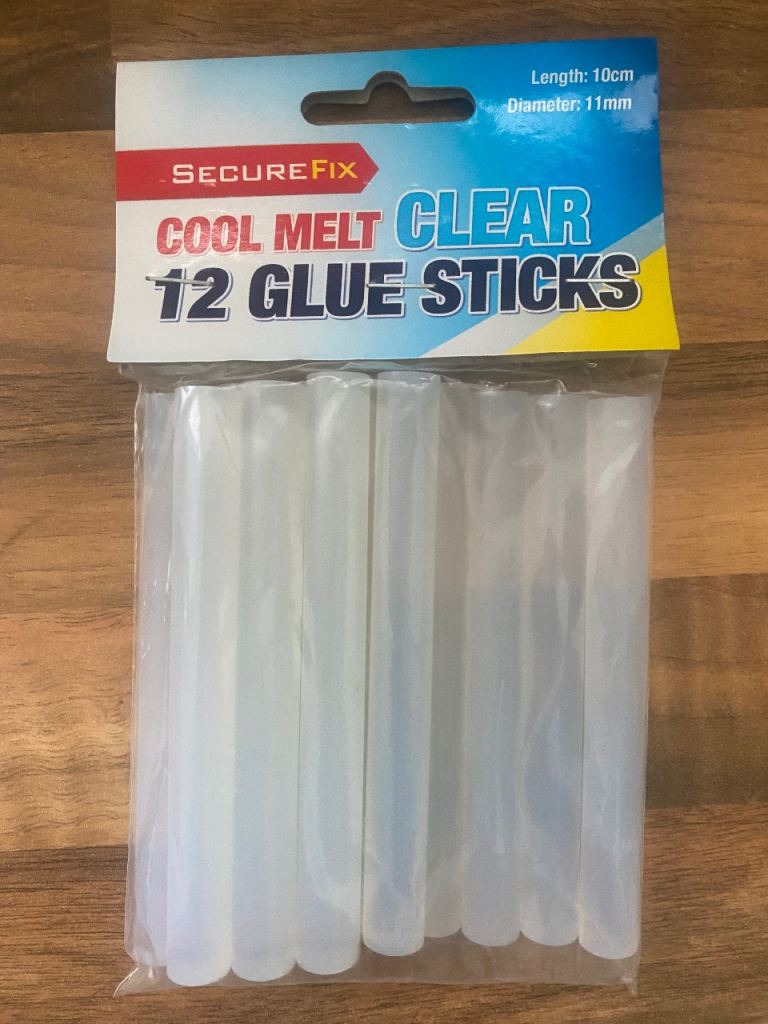 Length: 10cm
Diameter: 11mm
SECUREFIX
COOL MELT CLEAR
12 GLUE STICKS